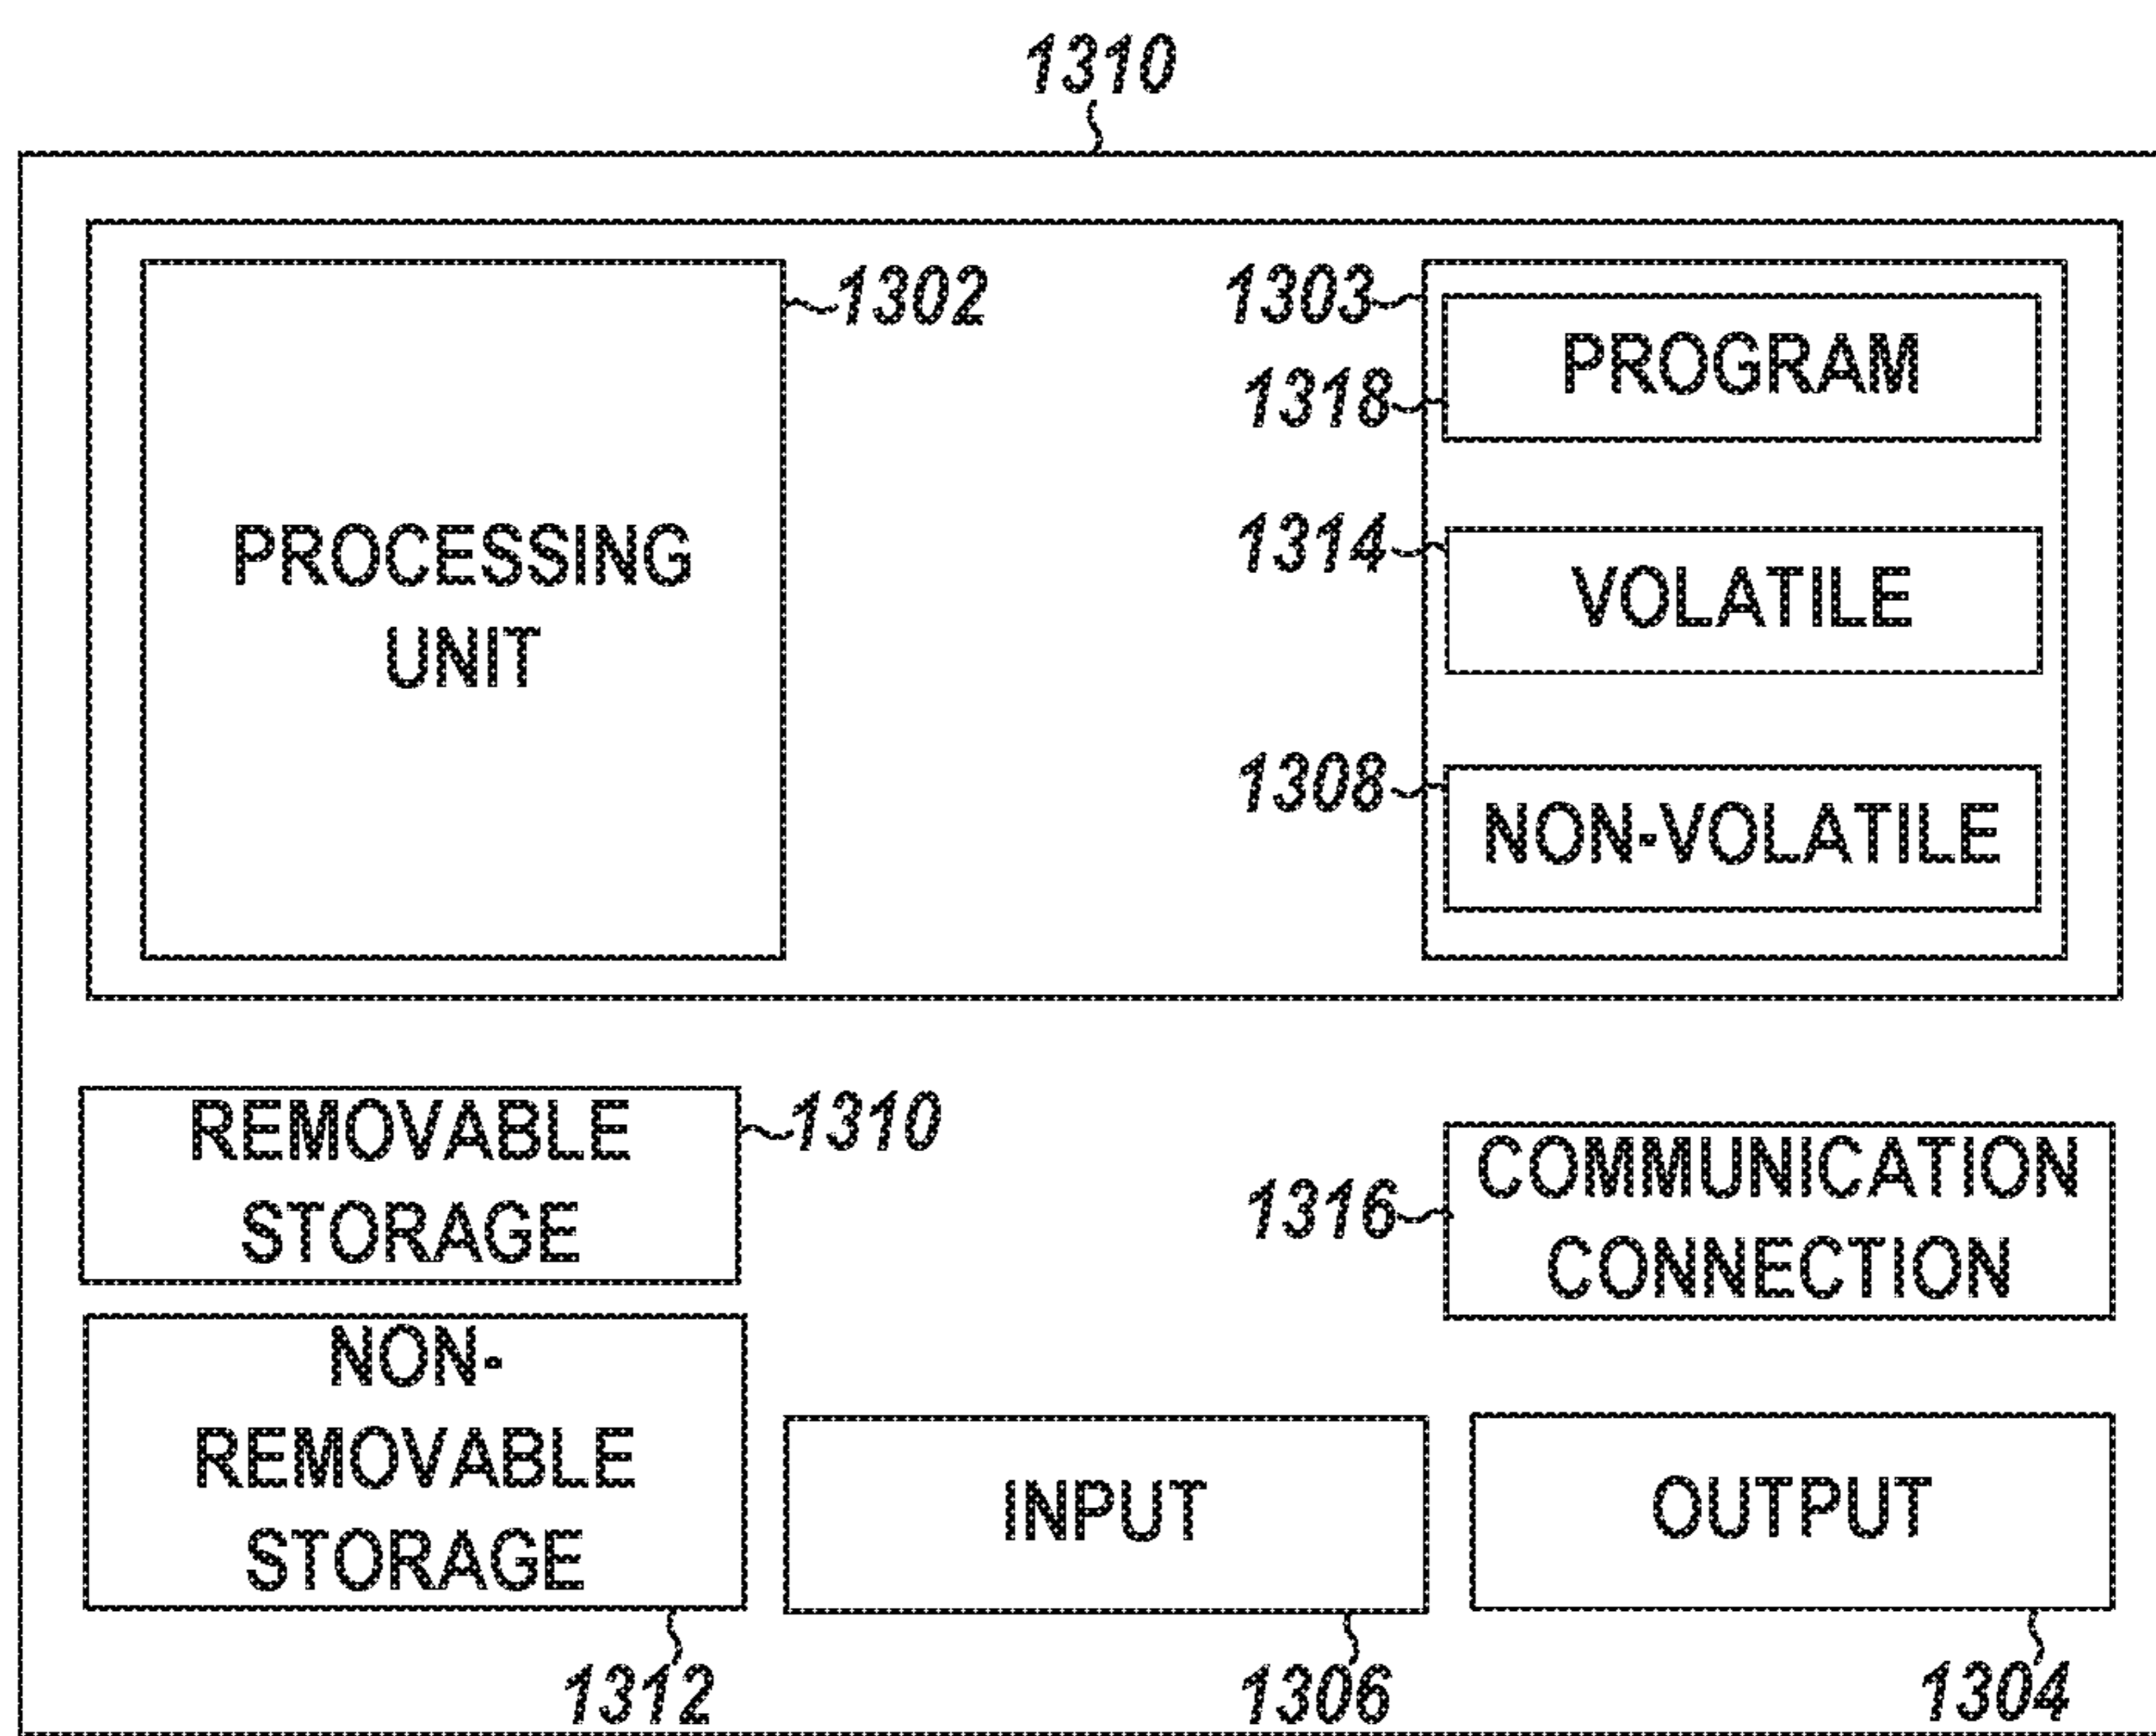 1310
1302
1303
PROGRAM
1318
1314
VOLATILE
PROCESSING
UNIT
1308
NON-VOLATILE
REMOVABLE
STORAGE
1310
COMMUNICATION
CONNECTION
1316
NON-
REMOVABLE
STORAGE
INPUT
OUTPUT
1312
1306
1304